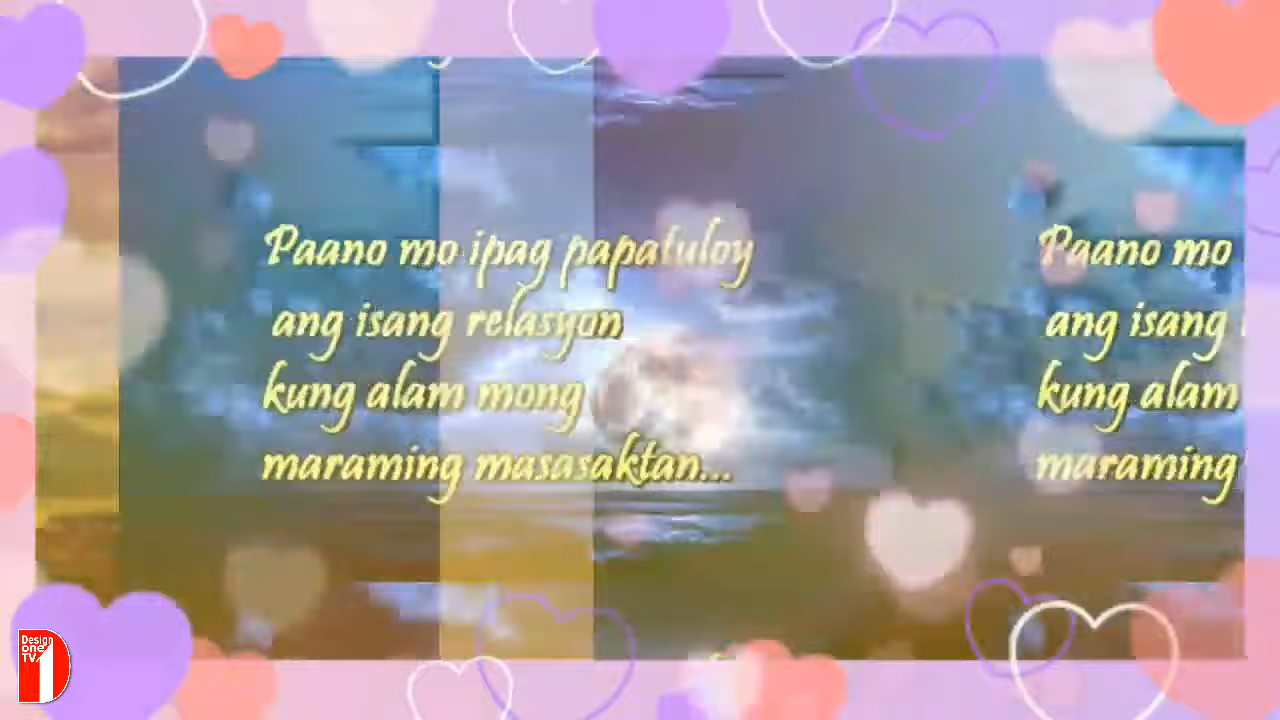 Paano mo ipag papatuloy
ang isang relasyon
kung alam mong
maraming masasaktan...
Paano mo
ang isang
kung alam
maraming
Design
one
TV
1